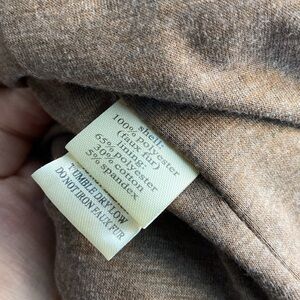 shell:
100% polyester
(faux fur)
lining:
65% polyester
30% cotton
5% spandex
TUMBLE DRY LOW
DO NOT IRON FAUX FUR